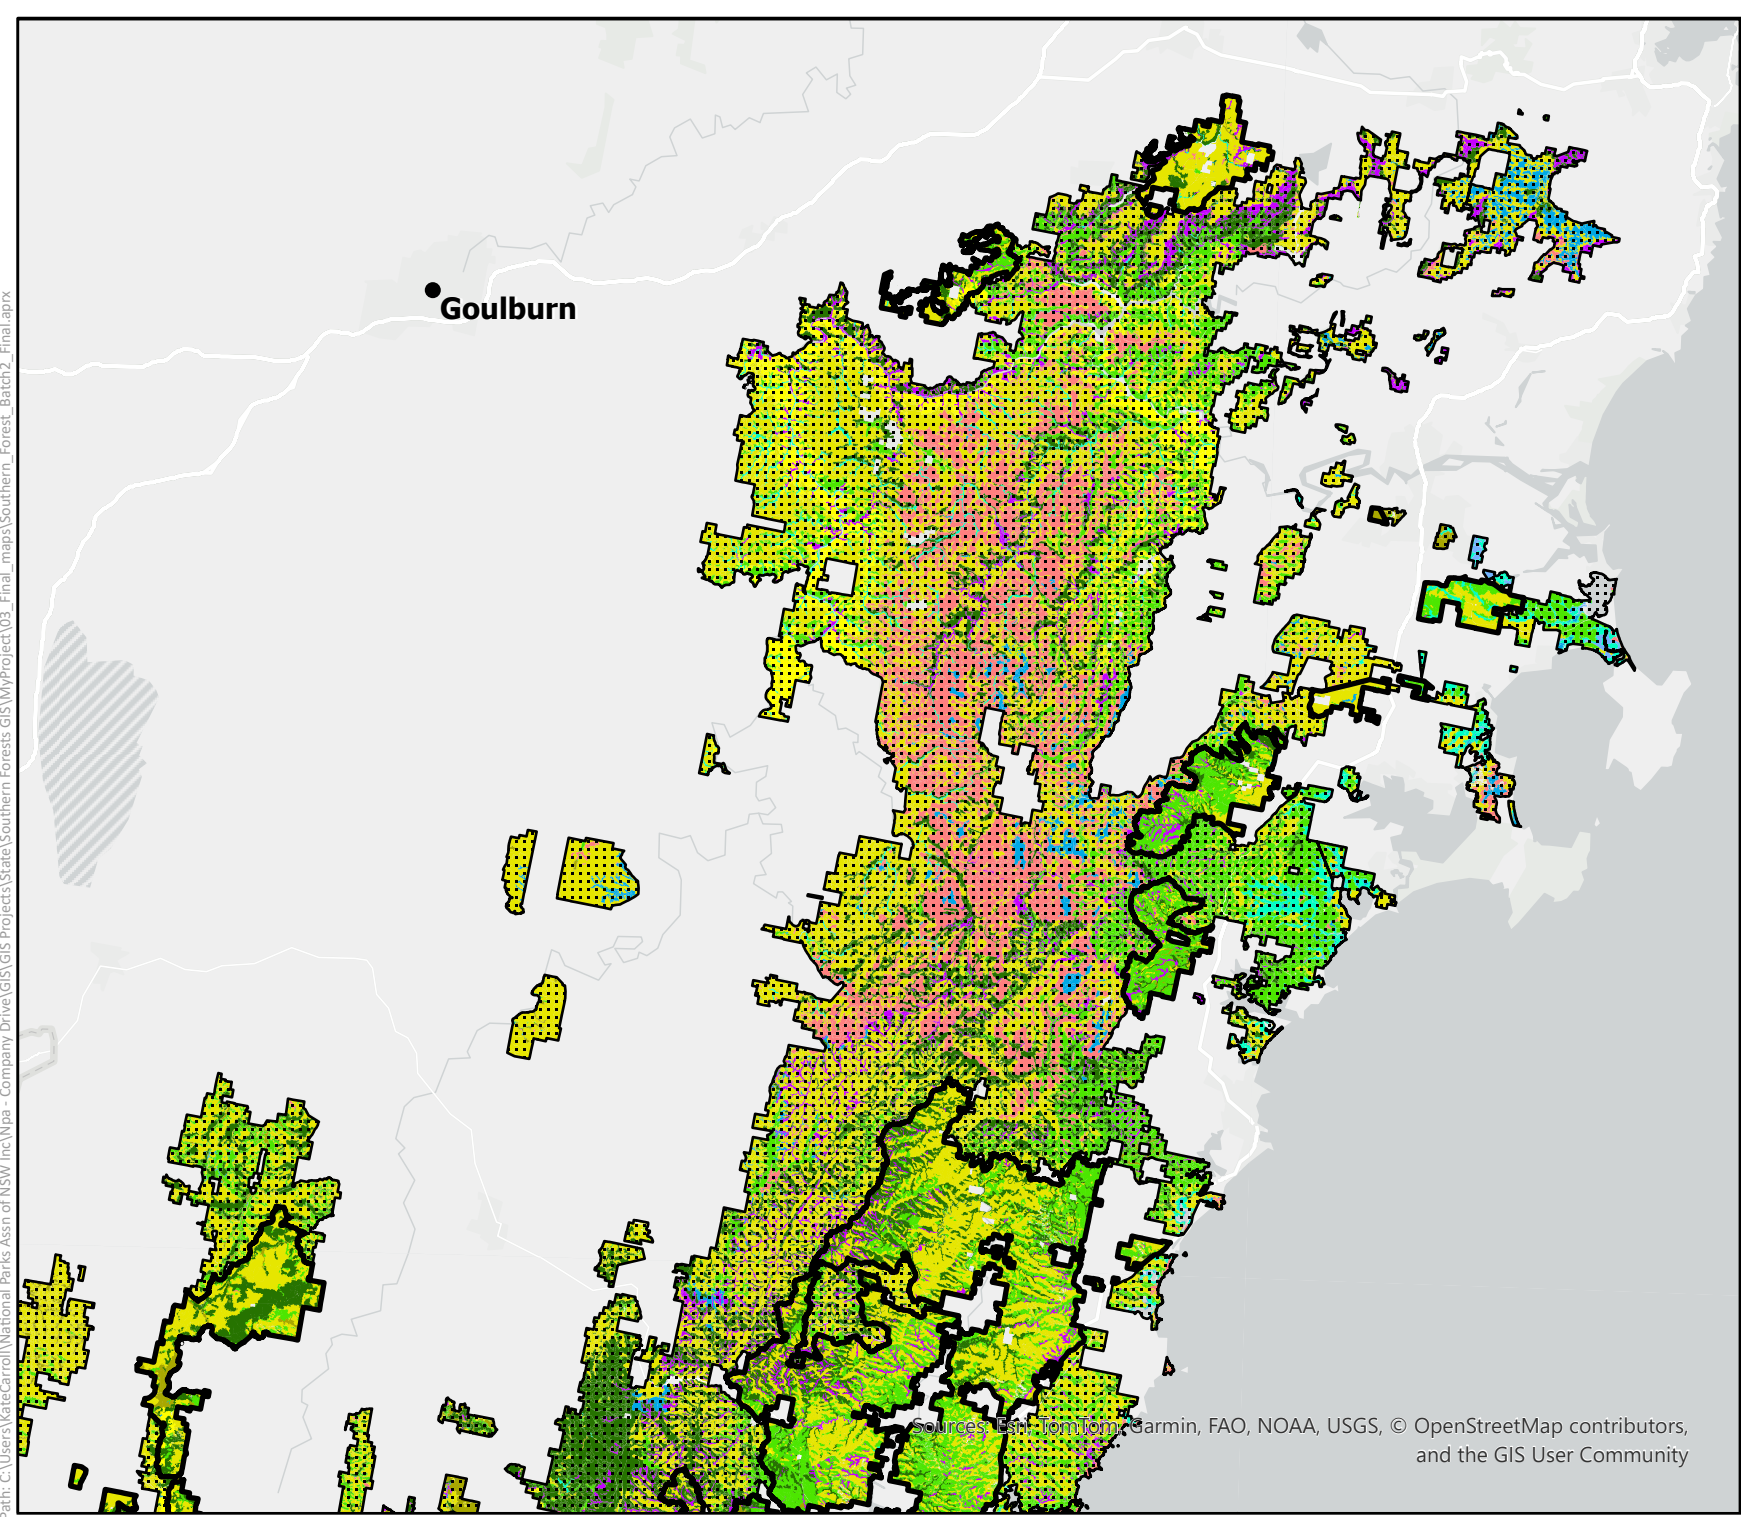 Goulburn
Path: C:\Users\KateCarroll\National Parks Assn of NSW Inc\Npa - Company Drive\GIS\GIS Projects\State\Southern Forests GIS\MyProject\03_Final_maps\Southern_Forest_Batch2_Final.aprx
Sources: Esri, TomTom, Garmin, FAO, NOAA, USGS, © OpenStreetMap contributors,
and the GIS User Community